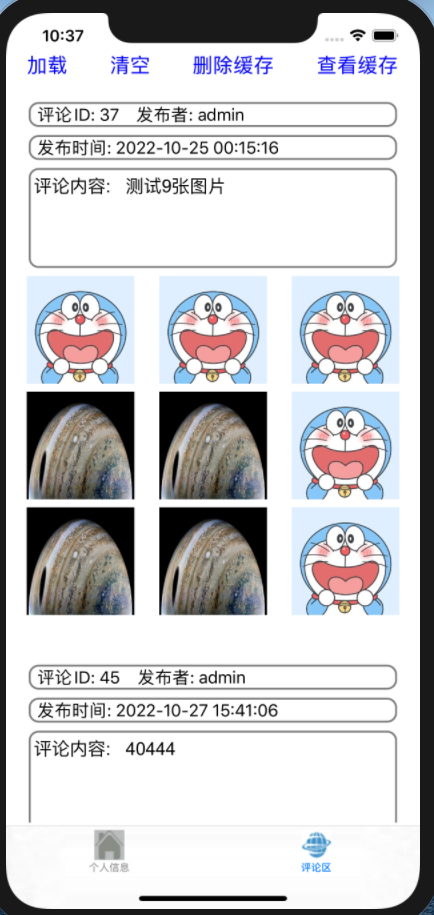 10:37
加载 清空 删除缓存 查看缓存
评论ID: 37 发布者: admin
发布时间: 2022-10-25 00:15:16
评论内容: 测试9张图片
评论ID: 45 发布者: admin
发布时间: 2022-10-27 15:41:06
评论内容: 40444
个人信息 评论区